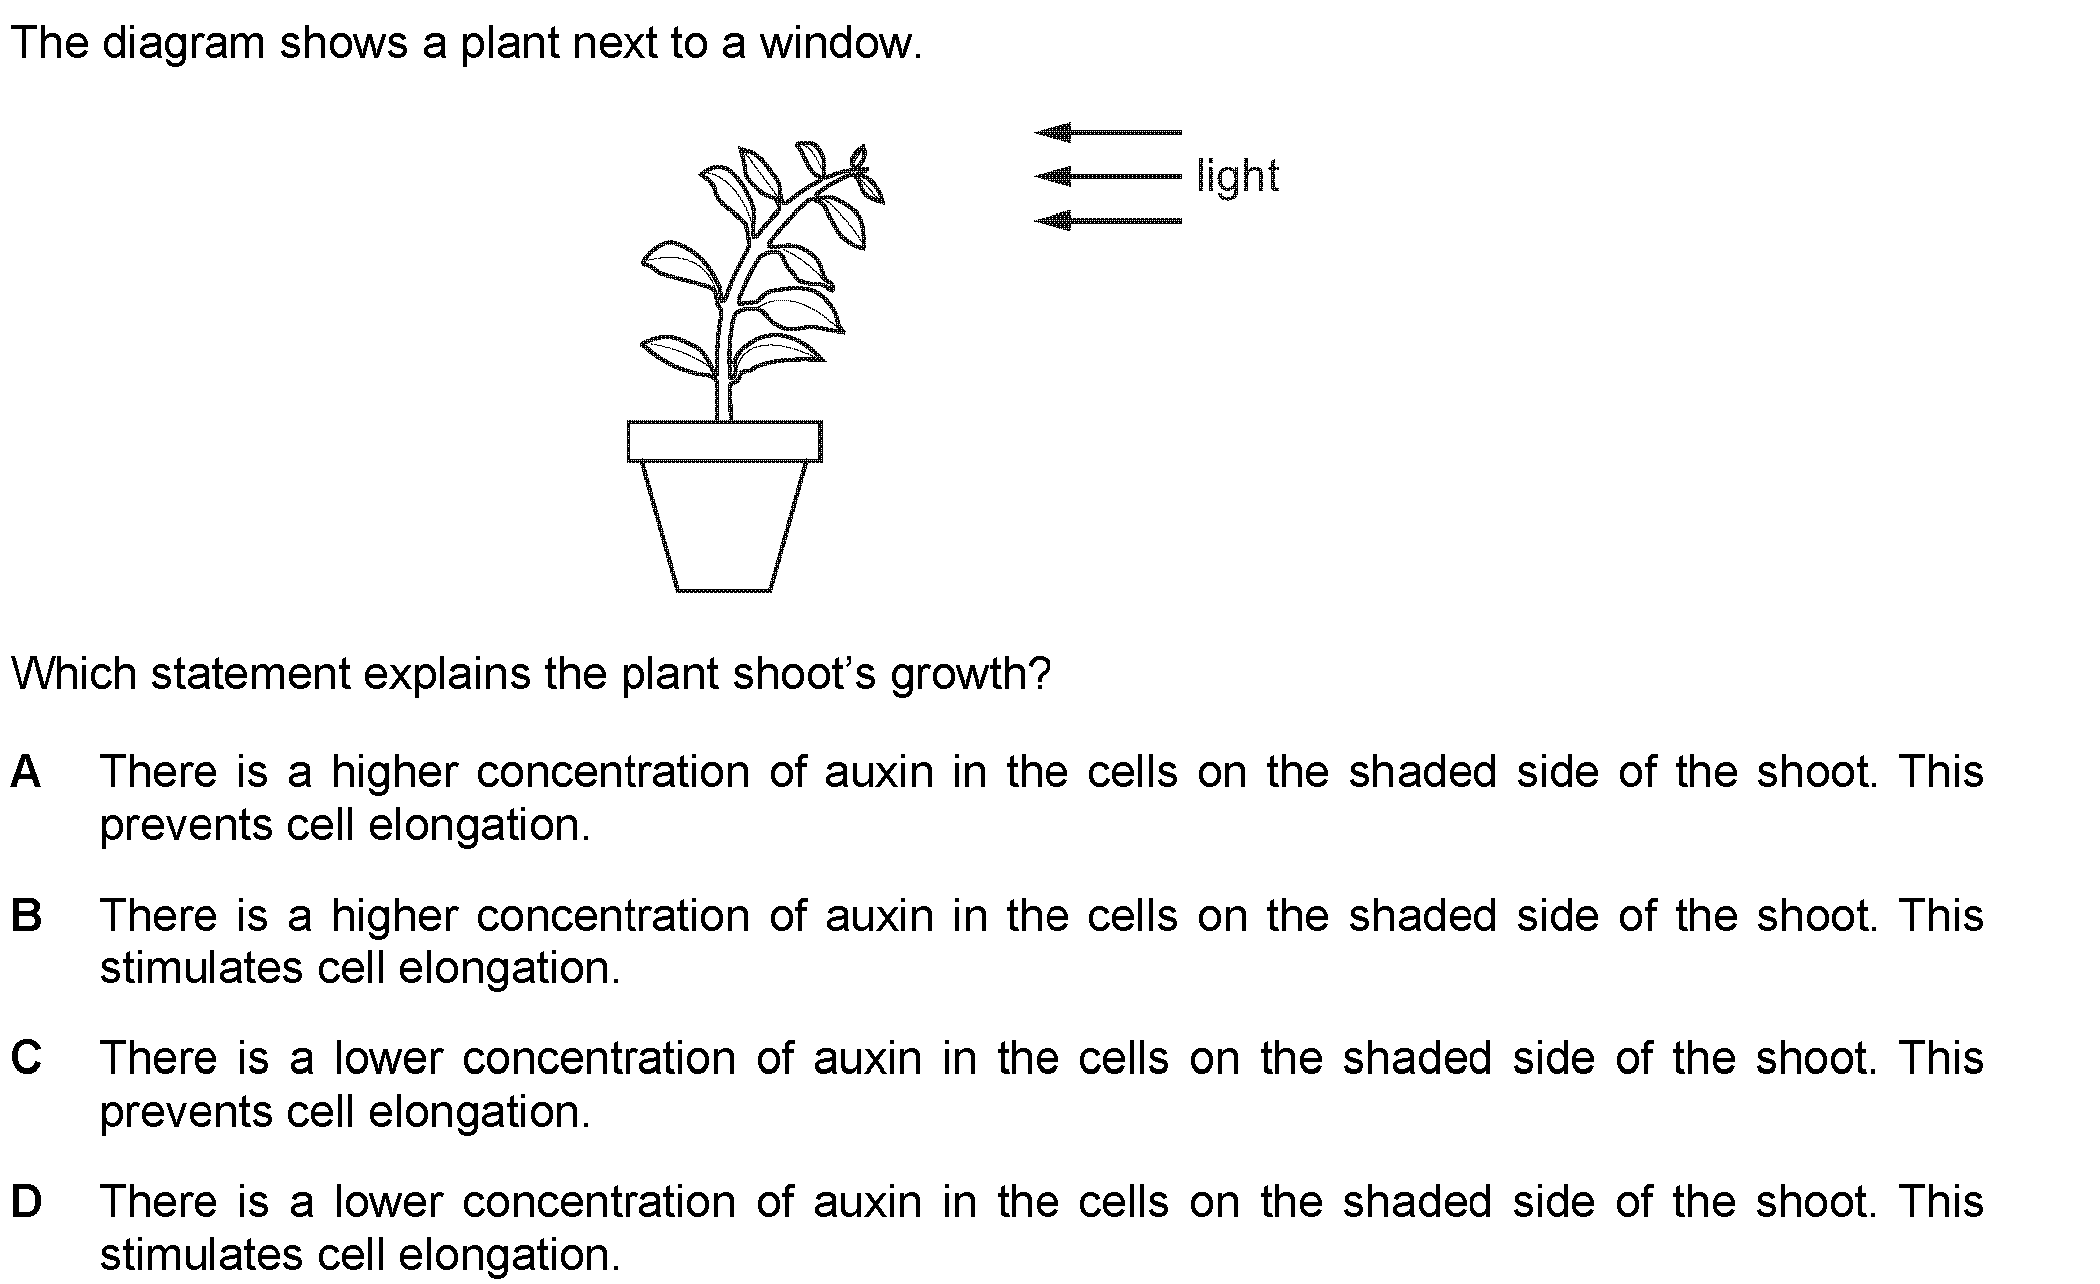 The diagram shows a plant next to a window.
light
Which statement explains the plant shoot’s growth?
A There is a higher concentration of auxin in the cells on the shaded side of the shoot. This
prevents cell elongation.
B There is a higher concentration of auxin in the cells on the shaded side of the shoot. This
stimulates cell elongation.
C There is a lower concentration of auxin in the cells on the shaded side of the shoot. This
prevents cell elongation.
D There is a lower concentration of auxin in the cells on the shaded side of the shoot. This
stimulates cell elongation.